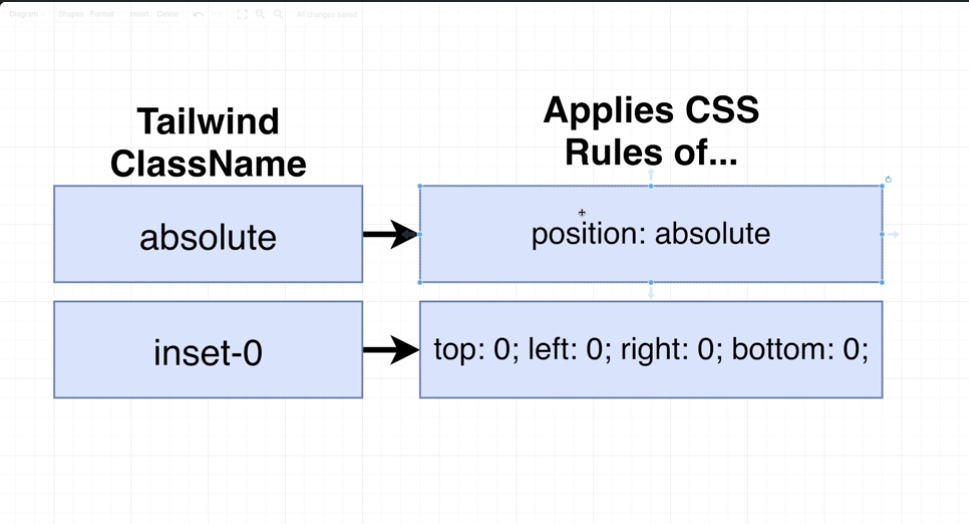 Diagram Shapes Format Insert Delete All changes saved
Tailwind
ClassName
Applies CSS
Rules of...
absolute
position: absolute
inset-0
top: 0; left: 0; right: 0; bottom: 0;